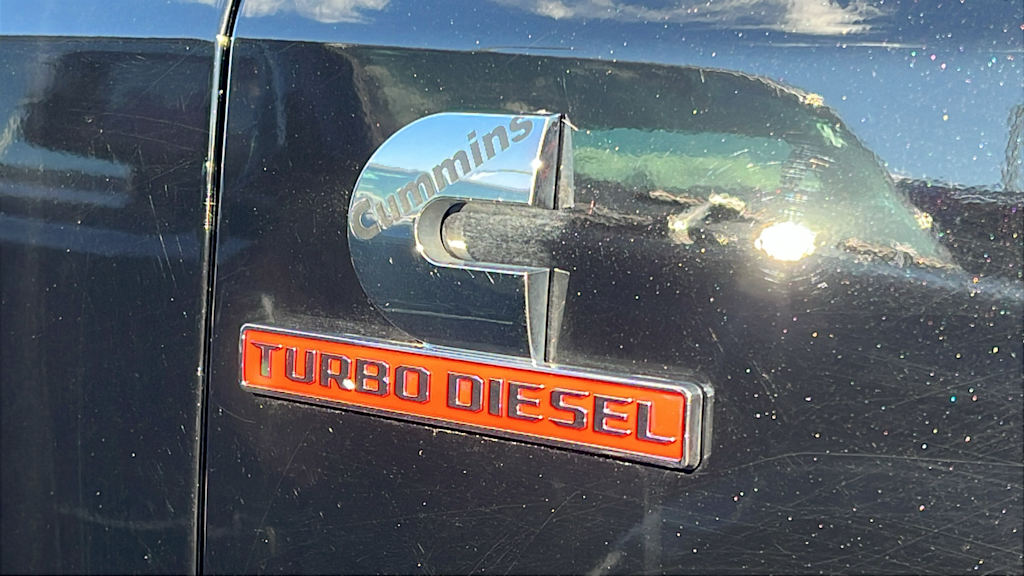 Cummins
TURBO DIESEL